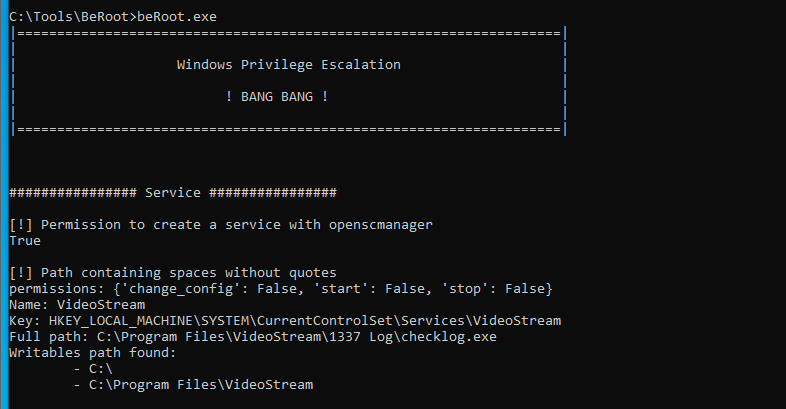 C:\Tools\BeRoot>beRoot.exe
|====================================================================|
|                                                                    |
|                    Windows Privilege Escalation                    |
|                                                                    |
|                          ! BANG BANG !                             |
|                                                                    |
|====================================================================|
################ Service ################
[!] Permission to create a service with openscmanager
True
[!] Path containing spaces without quotes
permissions: {'change_config': False, 'start': False, 'stop': False}
Name: VideoStream
Key: HKEY_LOCAL_MACHINE\SYSTEM\CurrentControlSet\Services\VideoStream
Full path: C:\Program Files\VideoStream\1337 Log\checklog.exe
Writables path found:
        - C:\
        - C:\Program Files\VideoStream